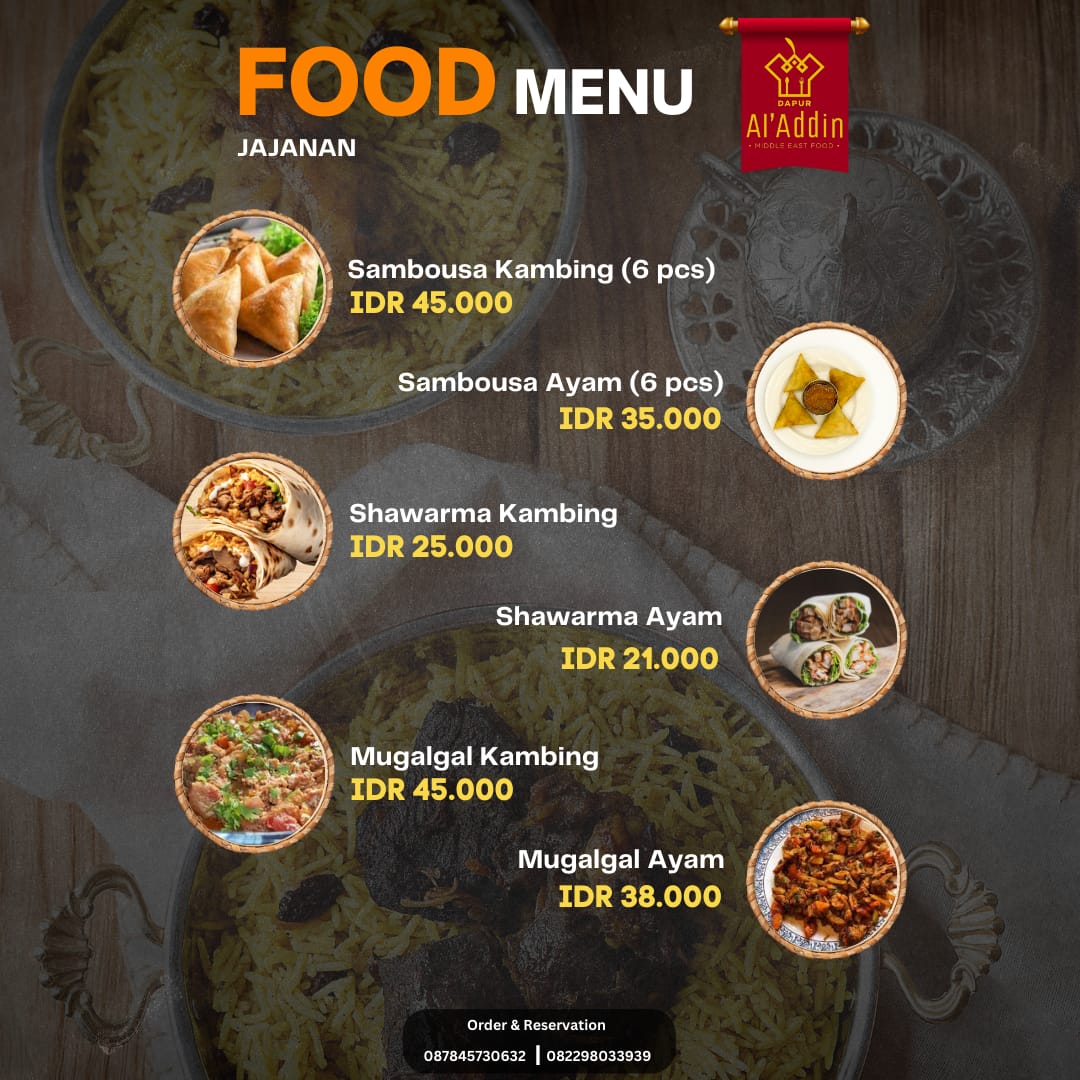 FOOD MENU
JAJANAN
DAPUR
Al'Addin
• MIDDLE EAST FOOD •
Sambousa Kambing (6 pcs)
IDR 45.000
Sambousa Ayam (6 pcs)
IDR 35.000
Shawarma Kambing
IDR 25.000
Shawarma Ayam
IDR 21.000
Mugalgal Kambing
IDR 45.000
Mugalgal Ayam
IDR 38.000
Order & Reservation
087845730632 | 082298033939